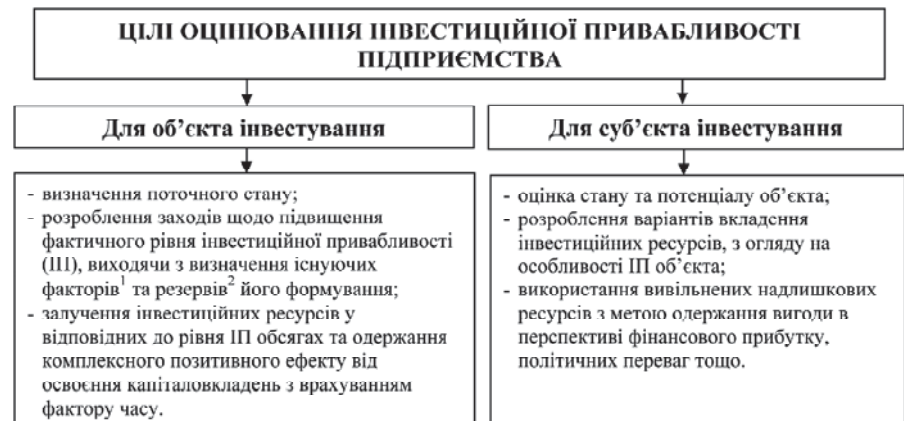 ЦІЛІ ОЦІНЮВАННЯ ІНВЕСТИЦІЙНОЇ ПРИВАБЛИВОСТІ
ПІДПРИЄМСТВА
Для об’єкта інвестування
- визначення поточного стану;
- розроблення заходів щодо підвищення
фактичного рівня інвестиційної привабливості
(ІП), виходячи з визначення існуючих
факторів¹ та резервів² його формування;
- залучення інвестиційних ресурсів у
відповідних до рівня ІП обсягах та одержання
комплексного позитивного ефекту від
освоєння капіталовкладень з врахуванням
фактору часу.
Для суб’єкта інвестування
- оцінка стану та потенціалу об’єкта;
- розроблення варіантів вкладення
інвестиційних ресурсів, з огляду на
особливості ІП об’єкта;
- використання вивільнених надлишкових
ресурсів з метою одержання вигоди в
перспективі фінансового прибутку,
політичних переваг тощо.